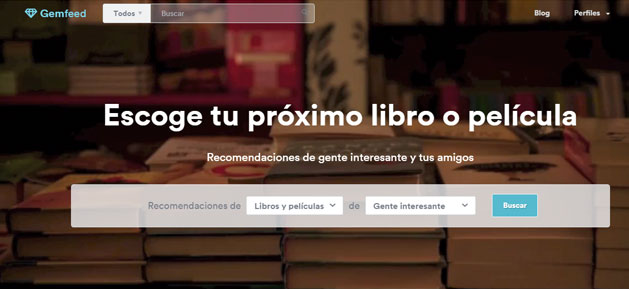 Gemfeed
Todos Buscar
Blog Perfiles
Escoge tu próximo libro o película
Recomendaciones de gente interesante y tus amigos
Recomendaciones de Libros y películas de Gente interesante Buscar